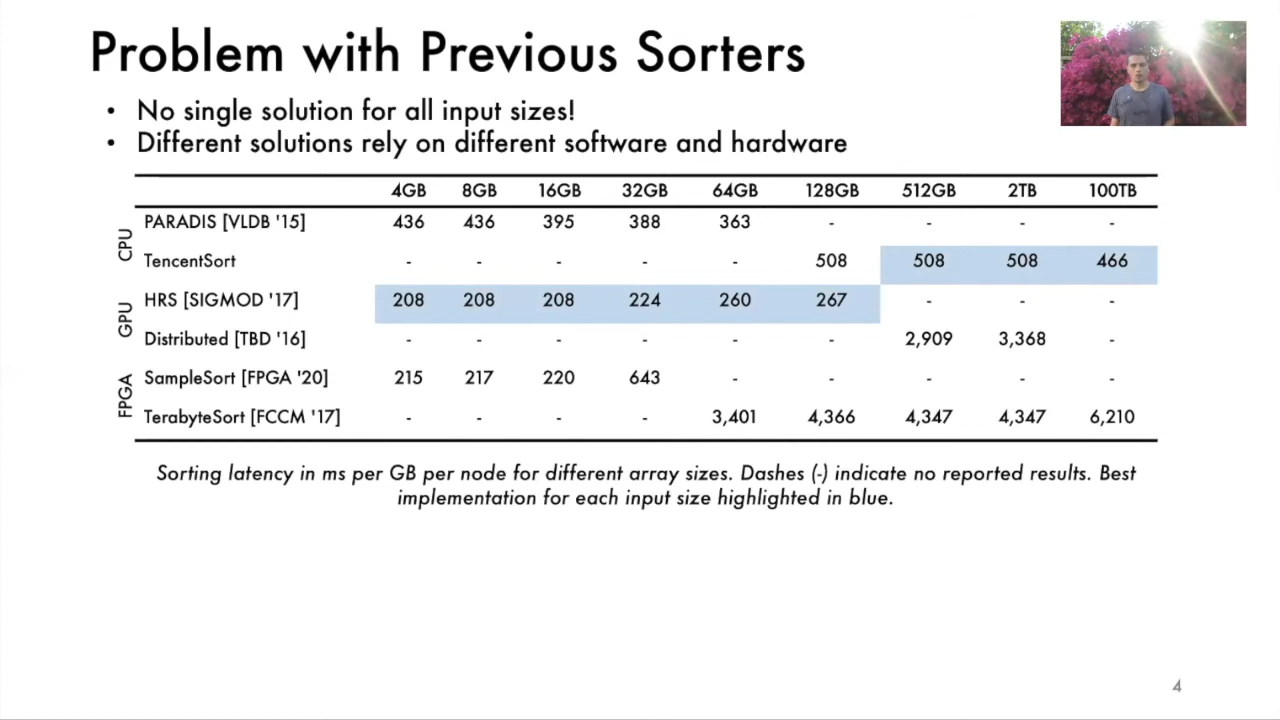 Problem with Previous Sorters
• No single solution for all input sizes!
• Different solutions rely on different software and hardware
4GB 8GB 16GB 32GB 64GB 128GB 512GB 2TB 100TB
CPU
PARADIS [VLDB '15] 436 436 395 388 363 - - - -
TencentSort - - - - - 508 508 508 466
GPU
HRS [SIGMOD '17] 208 208 208 224 260 267 - - -
Distributed [TBD '16] - - - - - - 2,909 3,368 -
FPGA
SampleSort [FPGA '20] 215 217 220 643 - - - - -
TerabyteSort [FCCM '17] - - - - 3,401 4,366 4,347 4,347 6,210
Sorting latency in ms per GB per node for different array sizes. Dashes (-) indicate no reported results. Best
implementation for each input size highlighted in blue.
4